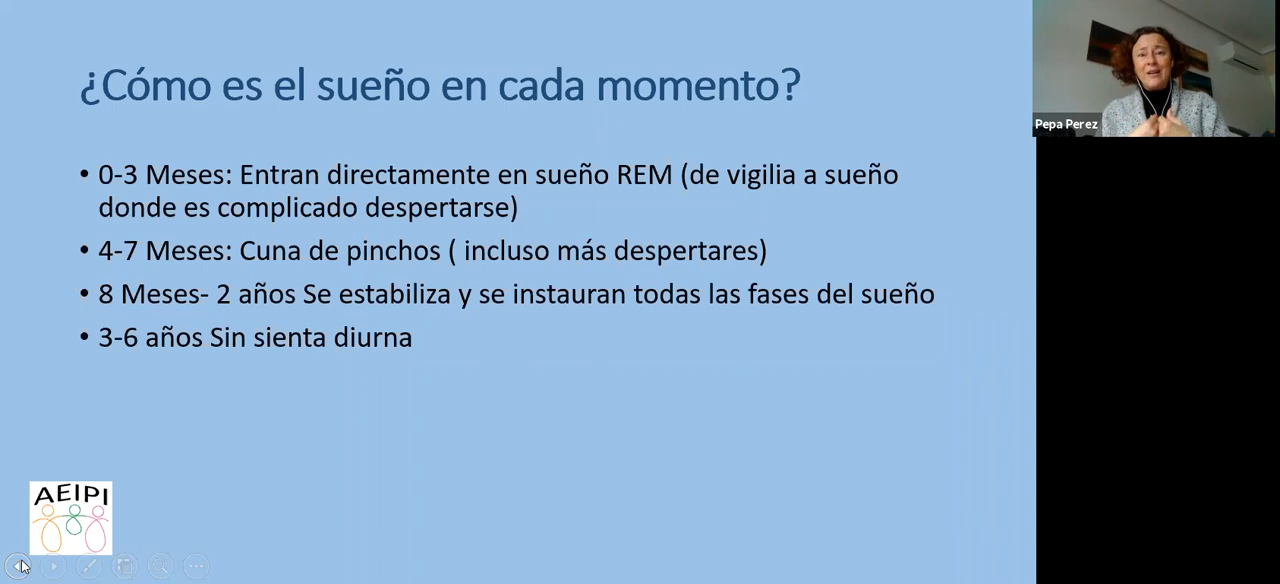 ¿Cómo es el sueño en cada momento?
• 0-3 Meses: Entran directamente en sueño REM (de vigilia a sueño
donde es complicado despertarse)
• 4-7 Meses: Cuna de pinchos ( incluso más despertares)
• 8 Meses- 2 años Se estabiliza y se instauran todas las fases del sueño
• 3-6 años Sin sienta diurna
Pepa Perez
AEIPI